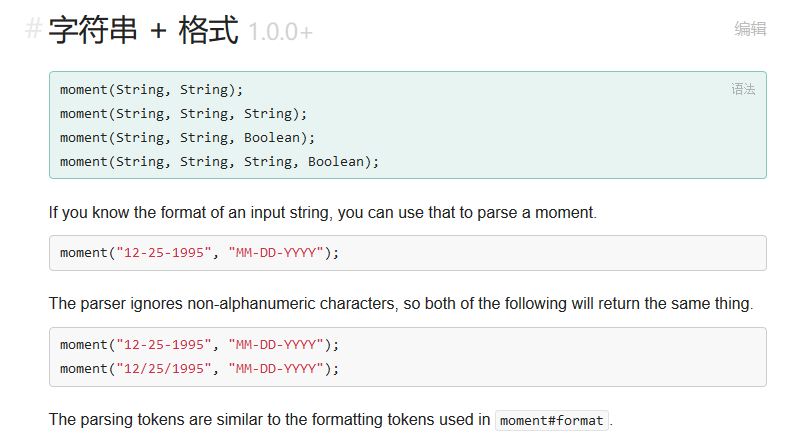 # 字符串 + 格式 1.0.0+ 编辑
moment(String, String); 语法
moment(String, String, String);
moment(String, String, Boolean);
moment(String, String, String, Boolean);
If you know the format of an input string, you can use that to parse a moment.
moment("12-25-1995", "MM-DD-YYYY");
The parser ignores non-alphanumeric characters, so both of the following will return the same thing.
moment("12-25-1995", "MM-DD-YYYY");
moment("12/25/1995", "MM-DD-YYYY");
The parsing tokens are similar to the formatting tokens used in moment#format.